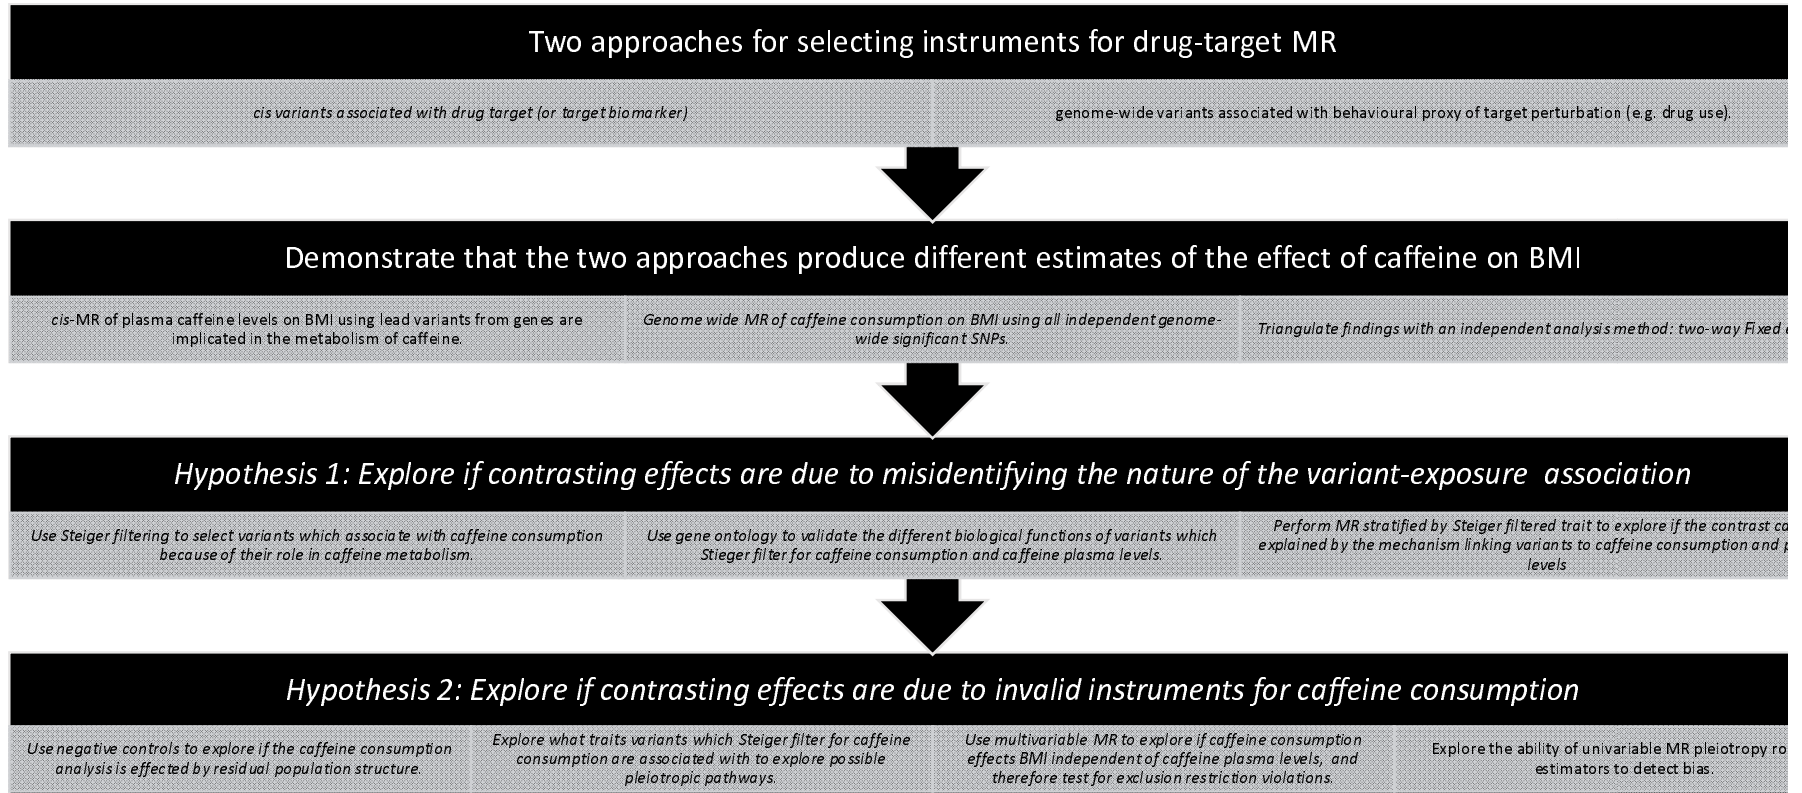 Two approaches for selecting instruments for drug-target MR
cis variants associated with drug target (or target biomarker)
genome-wide variants associated with behavioural proxy of target perturbation (e.g. drug use).
Demonstrate that the two approaches produce different estimates of the effect of caffeine on BMI
cis-MR of plasma caffeine levels on BMI using lead variants from genes are
implicated in the metabolism of caffeine.
Genome wide MR of caffeine consumption on BMI using all independent genome-
wide significant SNPs.
Triangulate findings with an independent analysis method: two-way Fixed
Hypothesis 1: Explore if contrasting effects are due to misidentifying the nature of the variant-exposure association
Use Steiger filtering to select variants which associate with caffeine consumption
because of their role in caffeine metabolism.
Use gene ontology to validate the different biological functions of variants which
Stieger filter for caffeine consumption and caffeine plasma levels.
Perform MR stratified by Steiger filtered trait to explore if the contrast
explained by the mechanism linking variants to caffeine consumption and
levels
Hypothesis 2: Explore if contrasting effects are due to invalid instruments for caffeine consumption
Use negative controls to explore if the caffeine consumption
analysis is effected by residual population structure.
Explore what traits variants which Steiger filter for caffeine
consumption are associated with to explore possible
pleiotropic pathways.
Use multivariable MR to explore if caffeine consumption
effects BMI independent of caffeine plasma levels, and
therefore test for exclusion restriction violations.
Explore the ability of univariable MR pleiotropy
estimators to detect bias.